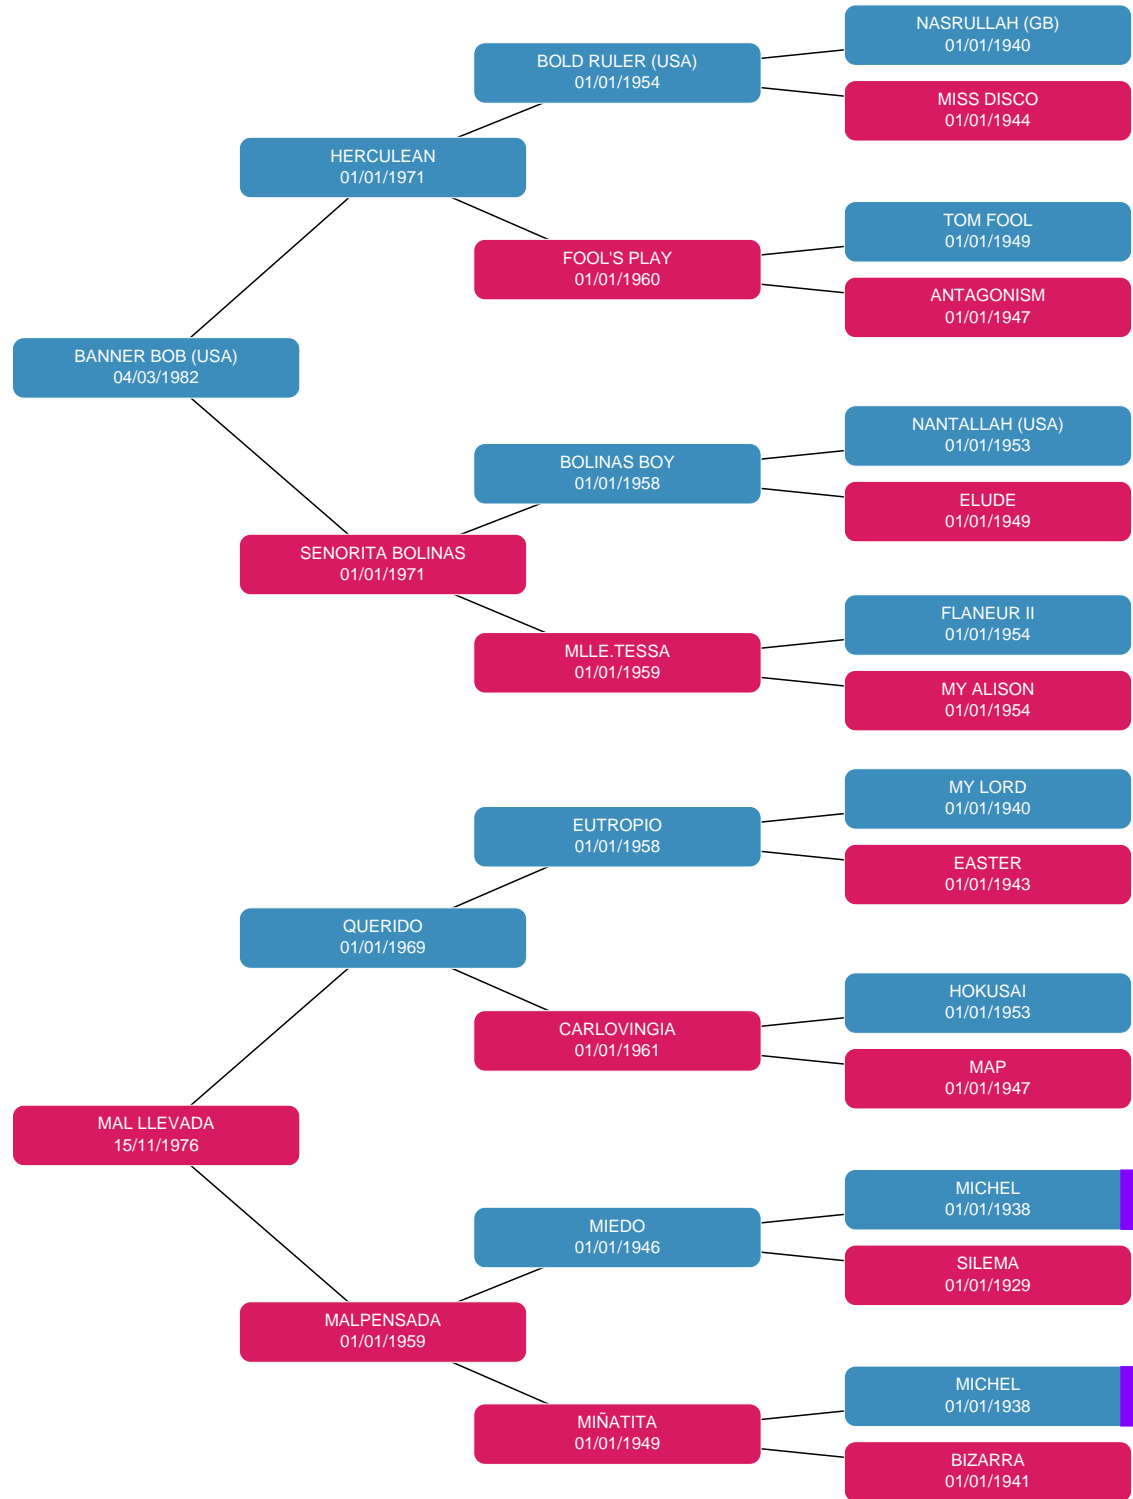 NASRULLAH (GB)
01/01/1940
BOLD RULER (USA)
01/01/1954
MISS DISCO
01/01/1944
HERCULEAN
01/01/1971
TOM FOOL
01/01/1949
FOOL'S PLAY
01/01/1960
ANTAGONISM
01/01/1947
BANNER BOB (USA)
04/03/1982
NANTALLAH (USA)
01/01/1953
BOLINAS BOY
01/01/1958
ELUDE
01/01/1949
SENORITA BOLINAS
01/01/1971
FLANEUR II
01/01/1954
MLLE.TESSA
01/01/1959
MY ALISON
01/01/1954
MY LORD
01/01/1940
EUTROPIO
01/01/1958
EASTER
01/01/1943
QUERIDO
01/01/1969
HOKUSAI
01/01/1953
CARLOVINGIA
01/01/1961
MAP
01/01/1947
MAL LLEVADA
15/11/1976
MICHEL
01/01/1938
MIEDO
01/01/1946
SILEMA
01/01/1929
MALPENSADA
01/01/1959
MICHEL
01/01/1938
MIÑATITA
01/01/1949
BIZARRA
01/01/1941